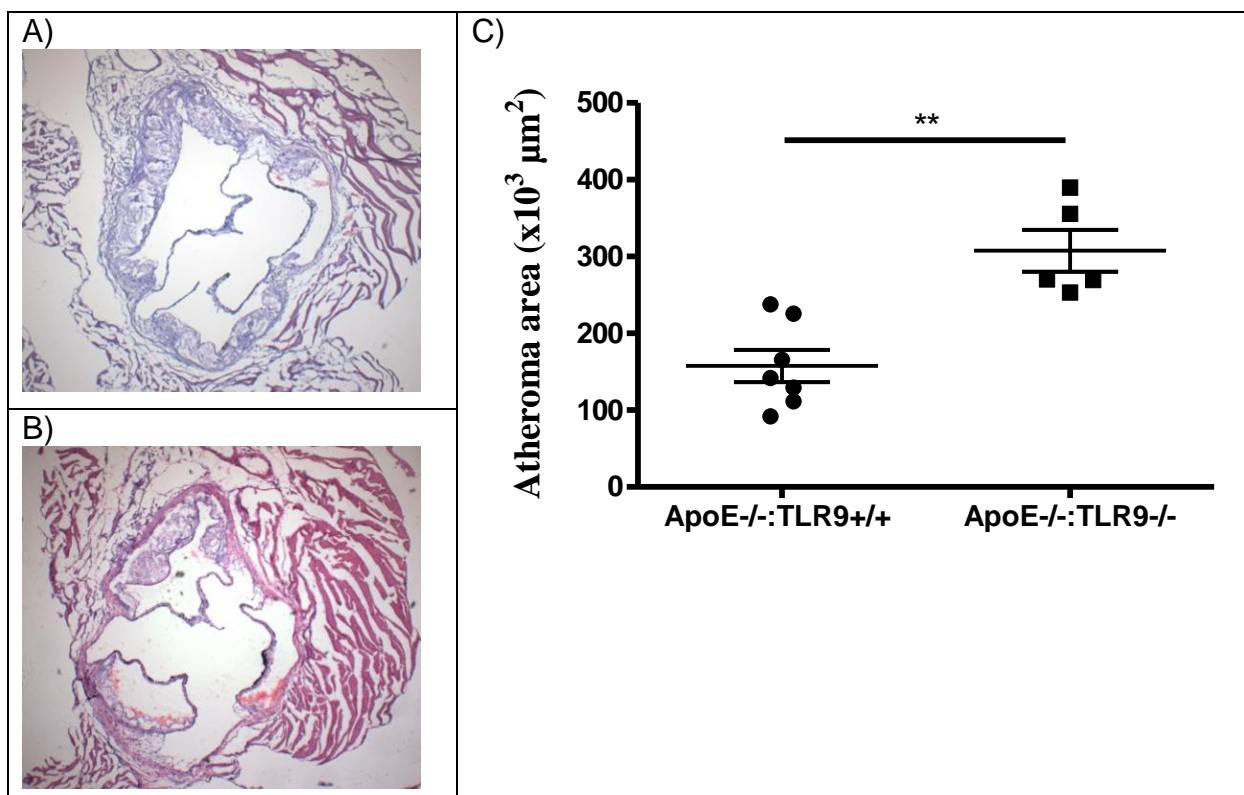 A)
B)
C)
Atheroma area (x10³ µm²)
500
400
300
200
100
0
**
ApoE-/-:TLR9+/+
ApoE-/-:TLR9-/-